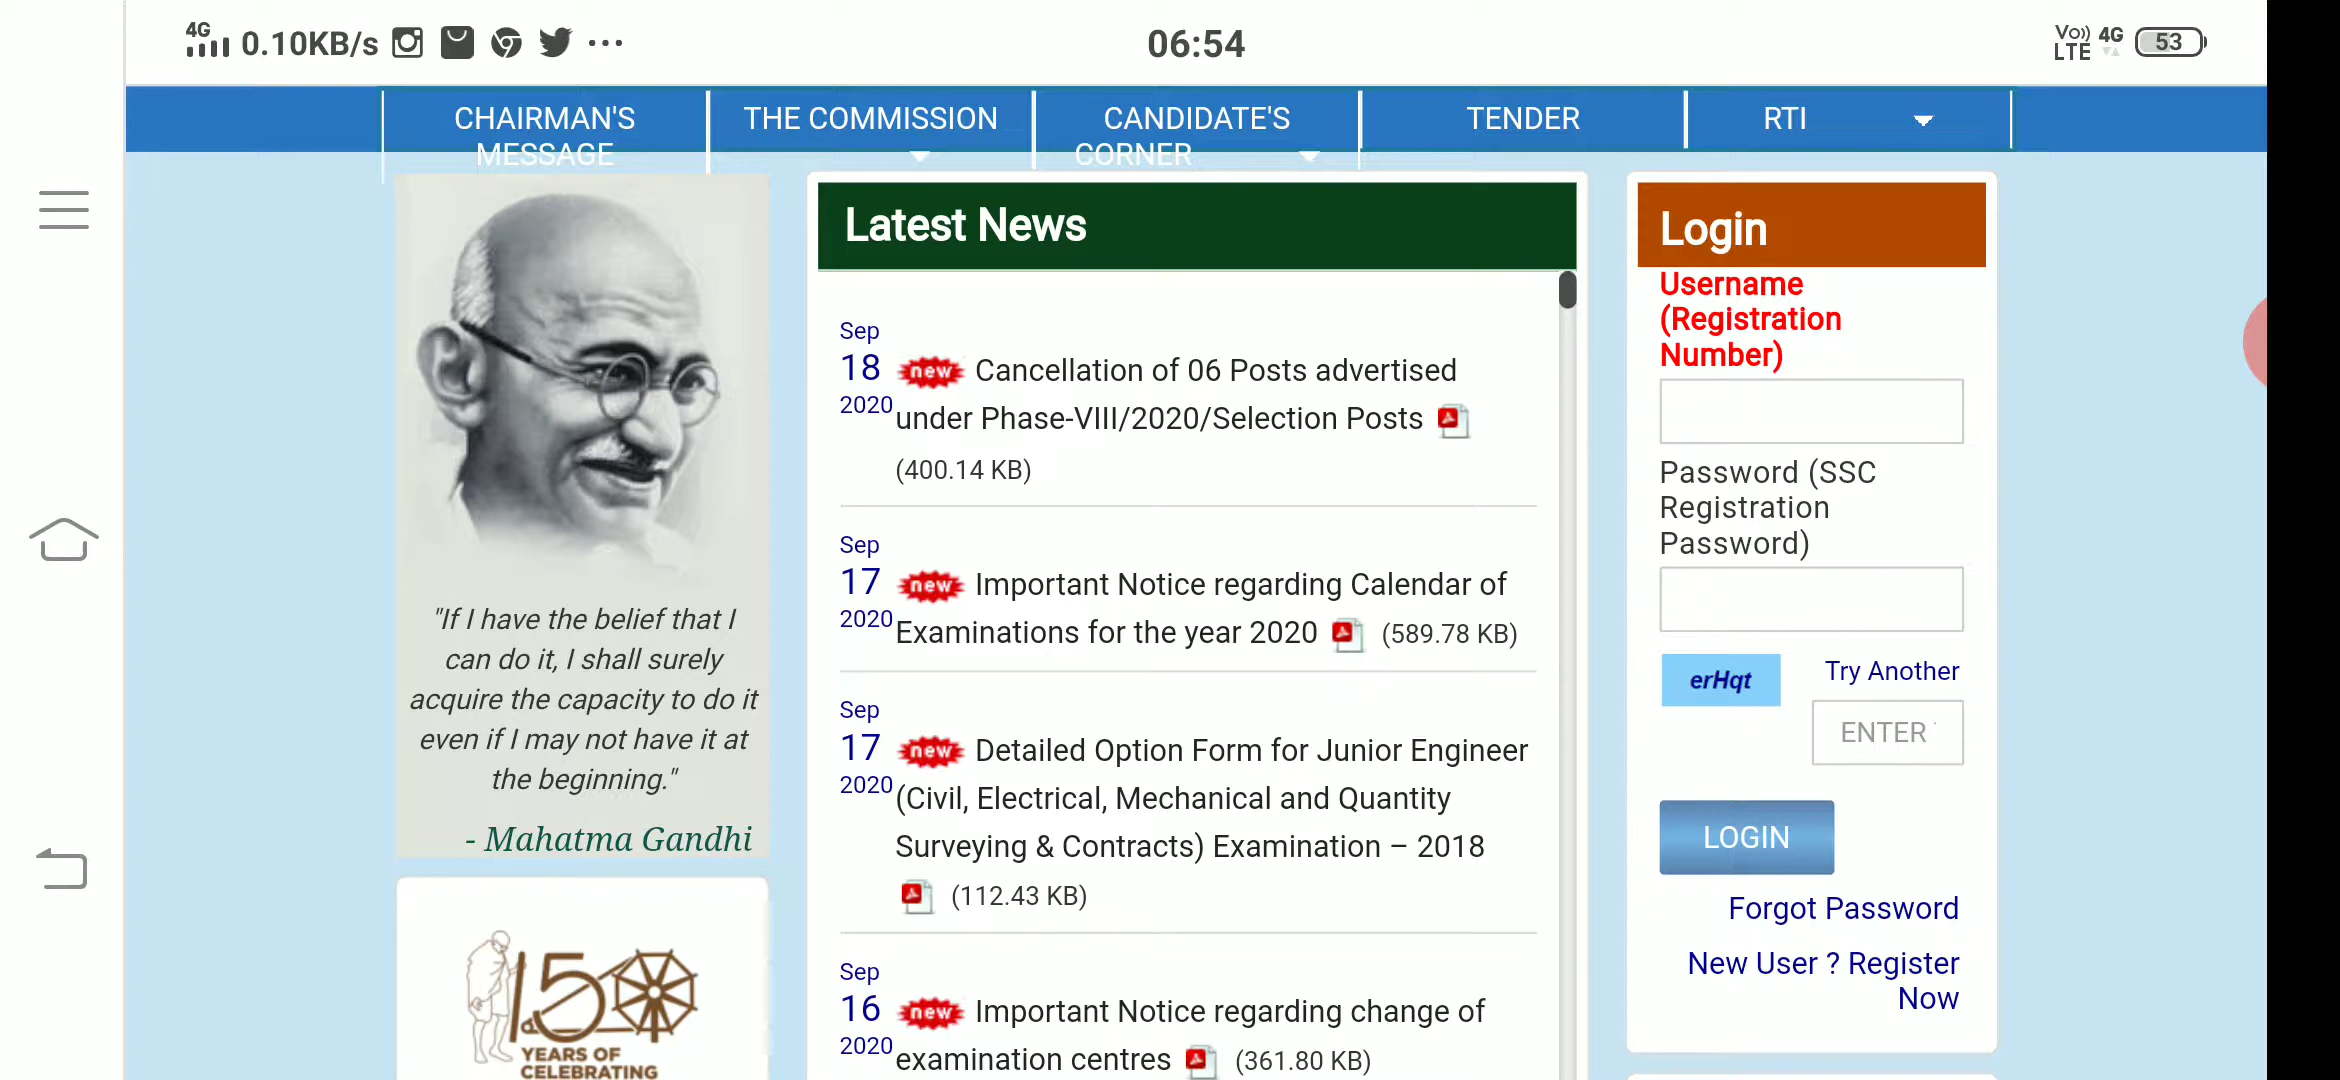 4G 0.10KB/s 06:54 Vo)) LTE 4G 53
CHAIRMAN'S MESSAGE
THE COMMISSION
CANDIDATE'S CORNER
TENDER
RTI
"If I have the belief that I
can do it, I shall surely
acquire the capacity to do it
even if I may not have it at
the beginning."
- Mahatma Gandhi
150
YEARS OF
CELEBRATING
Latest News
Sep
18
2020
new Cancellation of 06 Posts advertised
under Phase-VIII/2020/Selection Posts
(400.14 KB)
Sep
17
2020
new Important Notice regarding Calendar of
Examinations for the year 2020 (589.78 KB)
Sep
17
2020
new Detailed Option Form for Junior Engineer
(Civil, Electrical, Mechanical and Quantity
Surveying & Contracts) Examination – 2018
(112.43 KB)
Sep
16
2020
new Important Notice regarding change of
examination centres (361.80 KB)
Login
Username
(Registration
Number)
Password (SSC
Registration
Password)
erHqt
Try Another
ENTER
LOGIN
Forgot Password
New User ? Register
Now